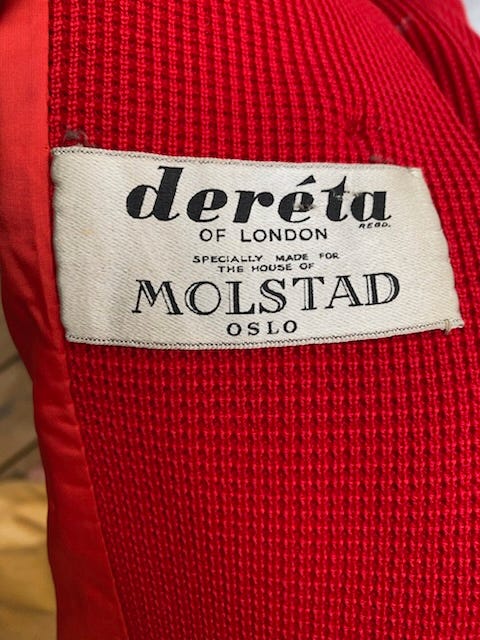 deréta
REGD.
OF LONDON
SPECIALLY MADE FOR
THE HOUSE OF
MOLSTAD
OSLO